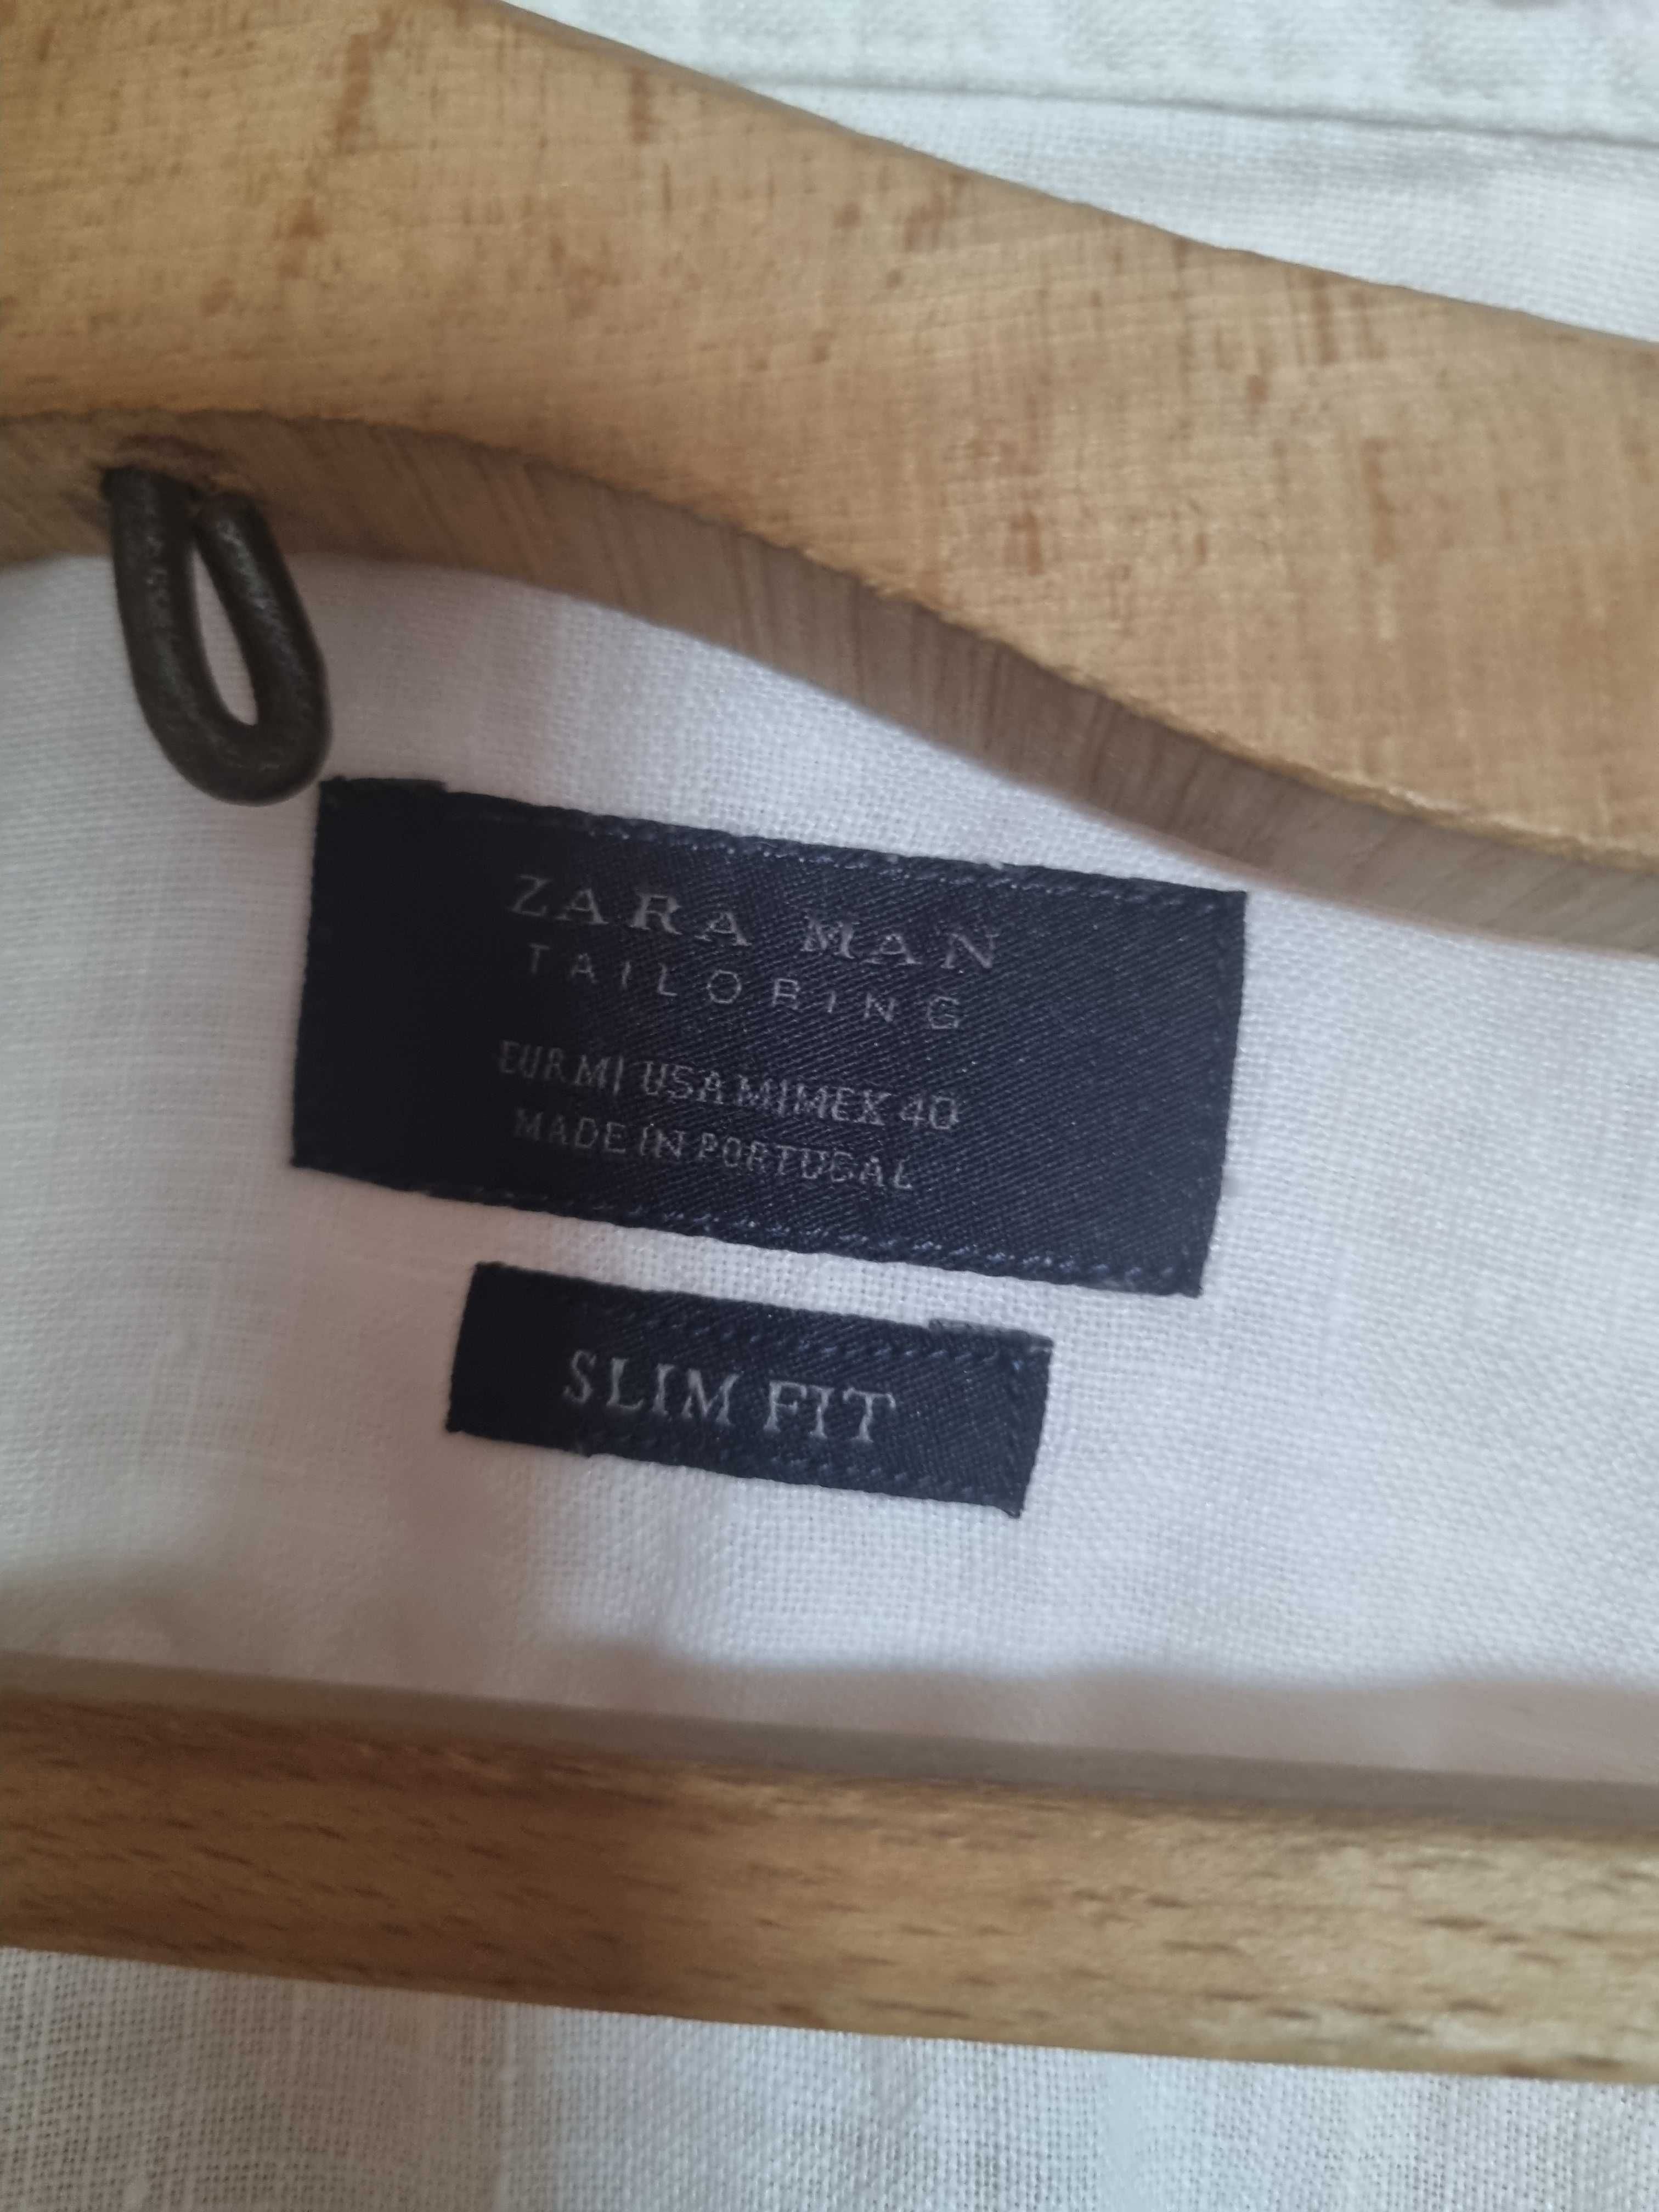 ZARA MAN
TAILORING
EUR M | USA M | MEX 40
MADE IN PORTUGAL
SLIM FIT